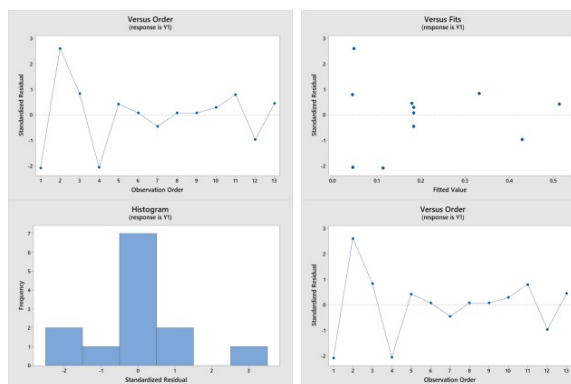 Versus Order
(response is Y1)
Standardized Residual
3
2
1
0
-1
-2
1 2 3 4 5 6 7 8 9 10 11 12 13
Observation Order
Versus Fits
(response is Y1)
Standardized Residual
3
2
1
0
-1
-2
0.0 0.1 0.2 0.3 0.4 0.5
Fitted Value
Histogram
(response is Y1)
Frequency
7
6
5
4
3
2
1
0
-2 -1 0 1 2 3
Standardized Residual
Versus Order
(response is Y1)
Standardized Residual
3
2
1
0
-1
-2
1 2 3 4 5 6 7 8 9 10 11 12 13
Observation Order